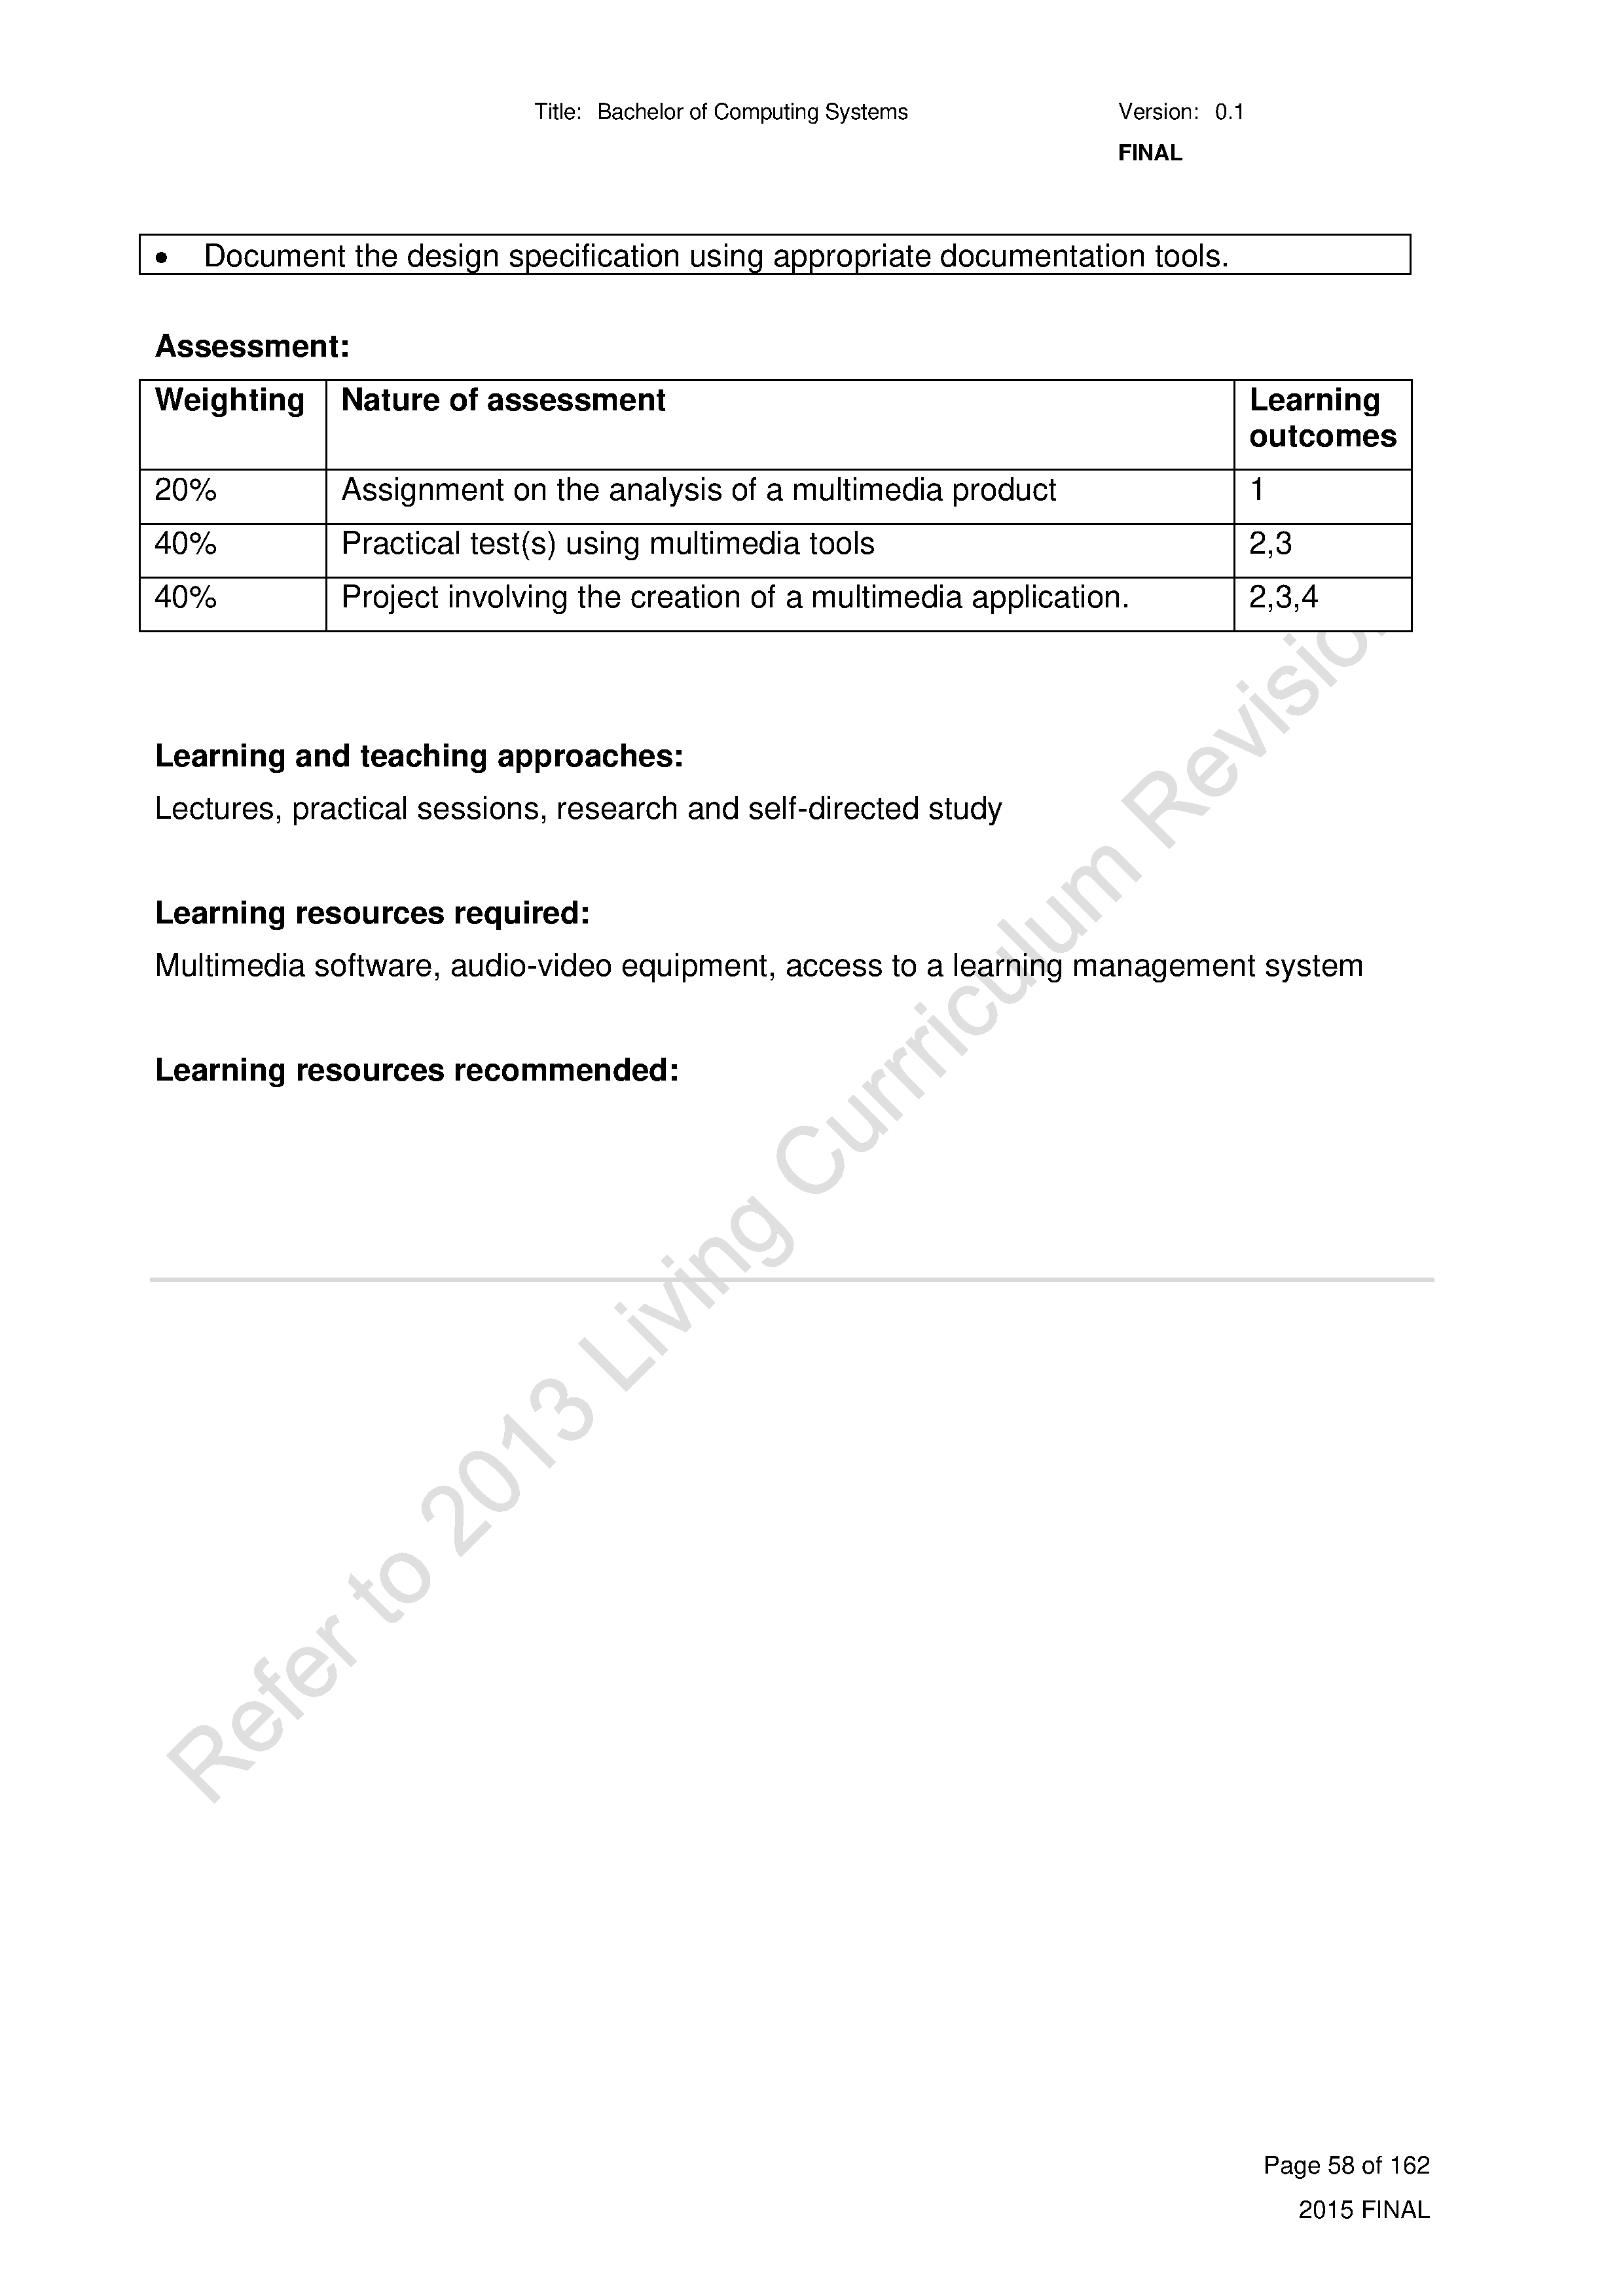 Title: Bachelor of Computing Systems Version: 0.1
FINAL
• Document the design specification using appropriate documentation tools.
Assessment:
Weighting Nature of assessment Learning outcomes
20% Assignment on the analysis of a multimedia product 1
40% Practical test(s) using multimedia tools 2,3
40% Project involving the creation of a multimedia application. 2,3,4
Learning and teaching approaches:
Lectures, practical sessions, research and self-directed study
Learning resources required:
Multimedia software, audio-video equipment, access to a learning management system
Learning resources recommended:
Refer to 2013 Living Curriculum Revisio
Page 58 of 162
2015 FINAL